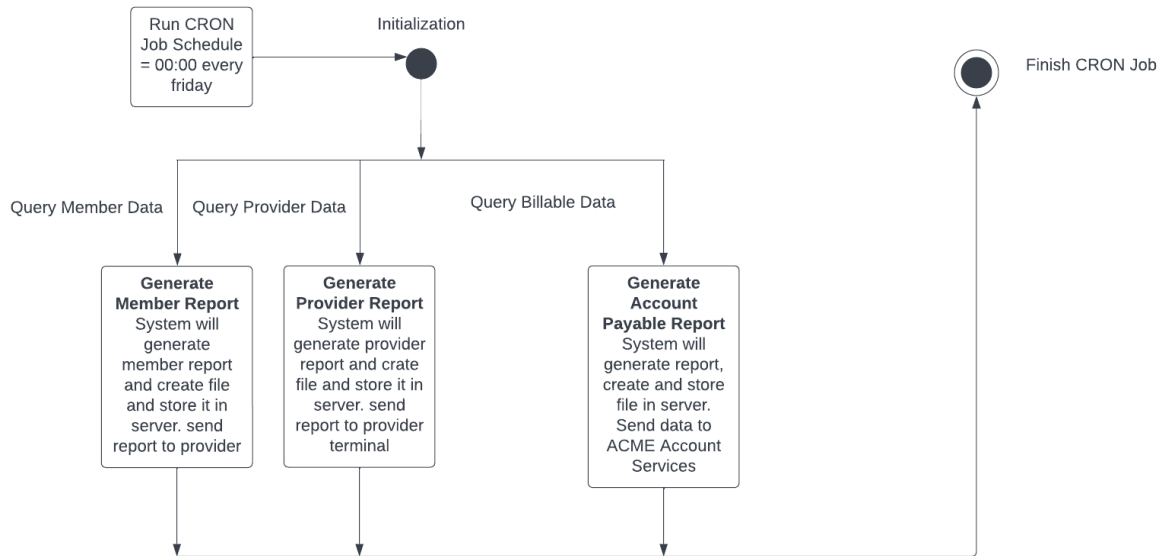 Run CRON
Job Schedule
= 00:00 every
friday
Initialization
Finish CRON Job
Query Member Data
Query Provider Data
Query Billable Data
Generate
Member Report
System will
generate
member report
and create file
and store it in
server. send
report to provider
Generate
Provider Report
System will
generate provider
report and crate
file and store it in
server. send
report to provider
terminal
Generate
Account
Payable Report
System will
generate report,
create and store
file in server.
Send data to
ACME Account
Services